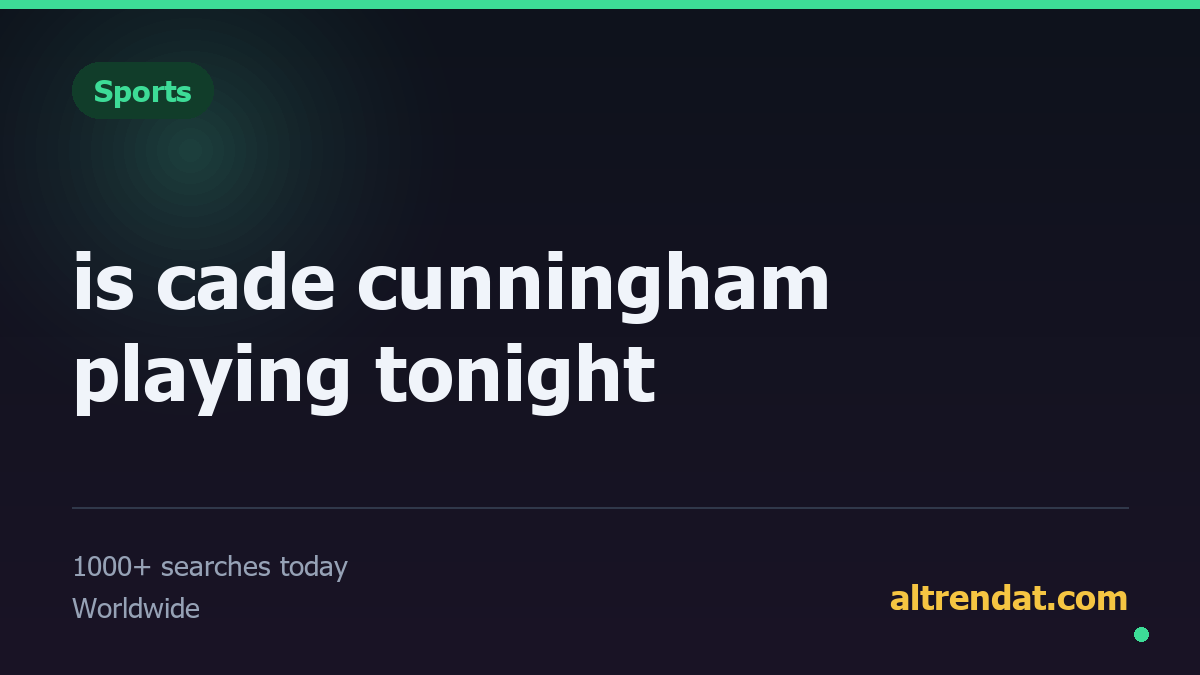 Sports
is cade cunningham
playing tonight
1000+ searches today
Worldwide
altrendat.com